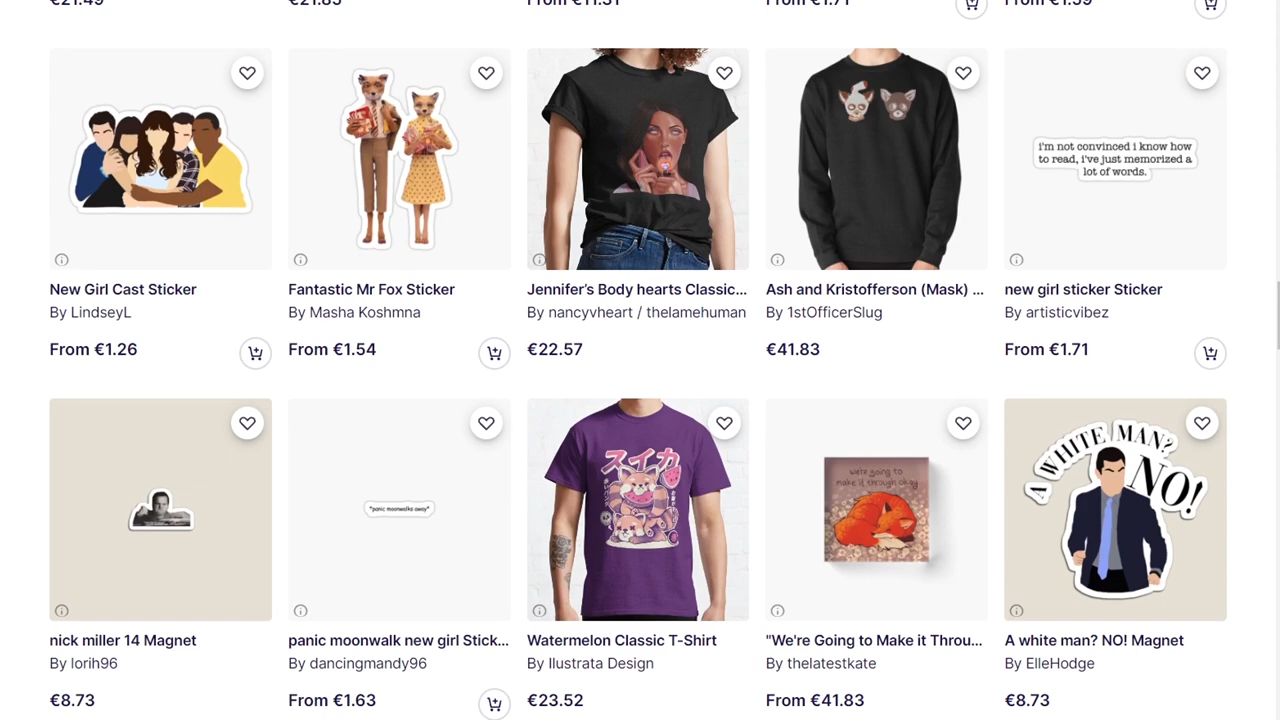 €21.49
€21.85
From €11.31
From €1.71
From €1.39
i'm not convinced i know how
to read, i've just memorized a
lot of words.
New Girl Cast Sticker
By LindseyL
From €1.26
Fantastic Mr Fox Sticker
By Masha Koshmna
From €1.54
Jennifer's Body hearts Classic...
By nancyvheart / thelamehuman
€22.57
Ash and Kristofferson (Mask) ...
By 1stOfficerSlug
€41.83
new girl sticker Sticker
By artisticvibez
From €1.71
"panic moonwalks away"
スイカ
we're going to
make it through okay
A WHITE MAN?
NO!
nick miller 14 Magnet
By lorih96
€8.73
panic moonwalk new girl Stick...
By dancingmandy96
From €1.63
Watermelon Classic T-Shirt
By Ilustrata Design
€23.52
"We're Going to Make it Throu...
By thelatestkate
From €41.83
A white man? NO! Magnet
By ElleHodge
€8.73